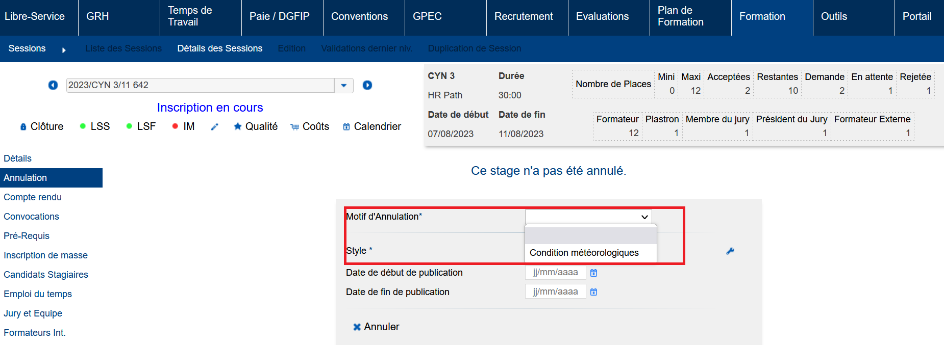 Libre-Service GRH Temps de Travail Paie / DGFIP Conventions GPEC Recrutement Evaluations Plan de Formation Formation Outils Portail
Sessions Liste des Sessions Détails des Sessions Edition Validations dernier niv. Duplication de Session
2023/CYN 3/11 642
Inscription en cours
Clôture LSS LSF IM Qualité Coûts Calendrier
CYN 3 Durée
HR Path 30:00
Date de début Date de fin
07/08/2023 11/08/2023
Nombre de Places Mini Maxi Acceptées Restantes Demande En attente Rejetée
0 12 2 10 2 1 1
Formateur Plastron Membre du jury Président du Jury Formateur Externe
12 1 1 1 1
Détails
Annulation
Compte rendu
Convocations
Pré-Requis
Inscription de masse
Candidats Stagiaires
Emploi du temps
Jury et Equipe
Formateurs Int.
Ce stage n'a pas été annulé.
Motif d'Annulation*
Condition météorologiques
Style *
Date de début de publication jj/mm/aaaa
Date de fin de publication jj/mm/aaaa
Annuler